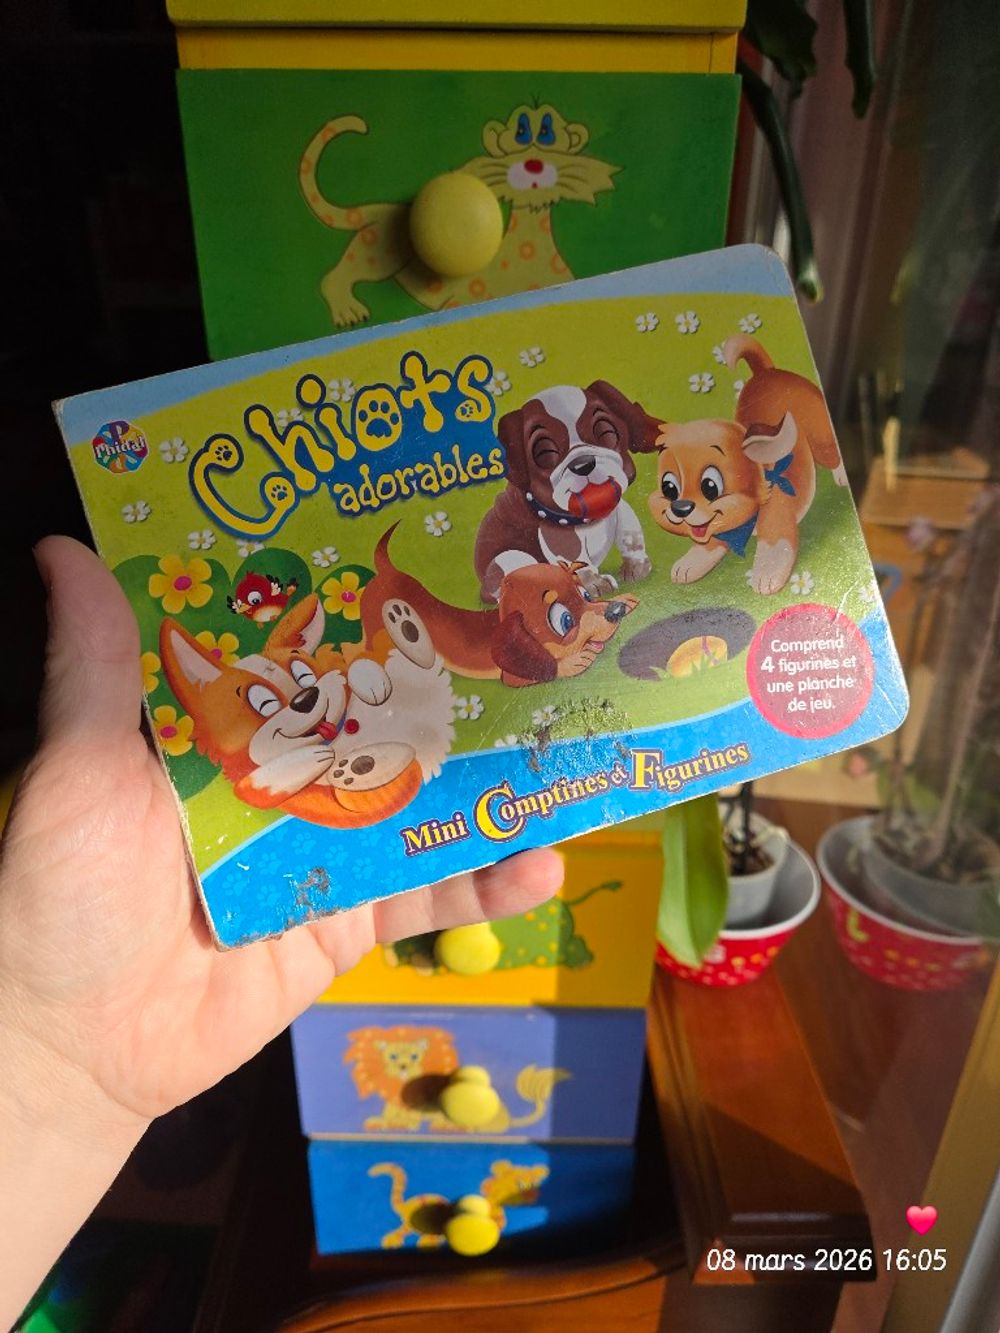 Phidal
Chiots
adorables
Comprend
4 figurines et
une planche
de jeu.
Mini Comptines et Figurines
08 mars 2026 16:05